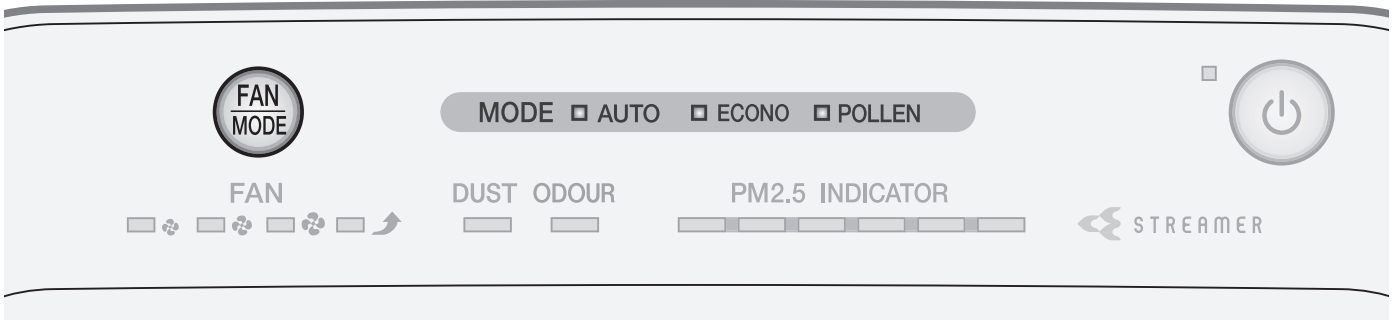 FAN
MODE
MODE AUTO ECONO POLLEN
FAN DUST ODOUR PM2.5 INDICATOR
STREAMER